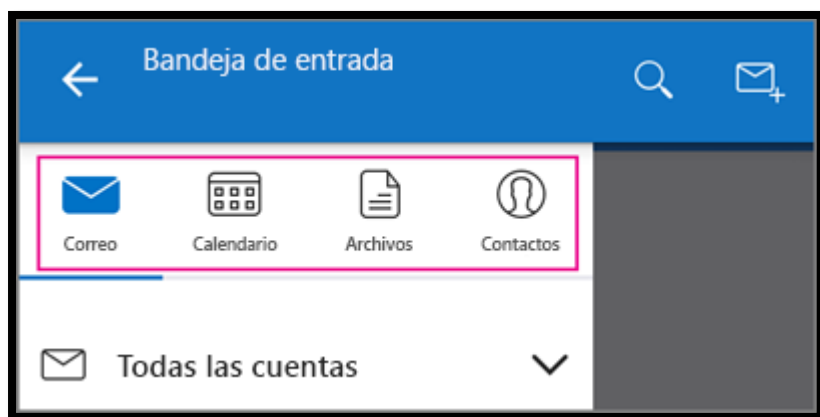 Bandeja de entrada
Correo Calendario Archivos Contactos
Todas las cuentas